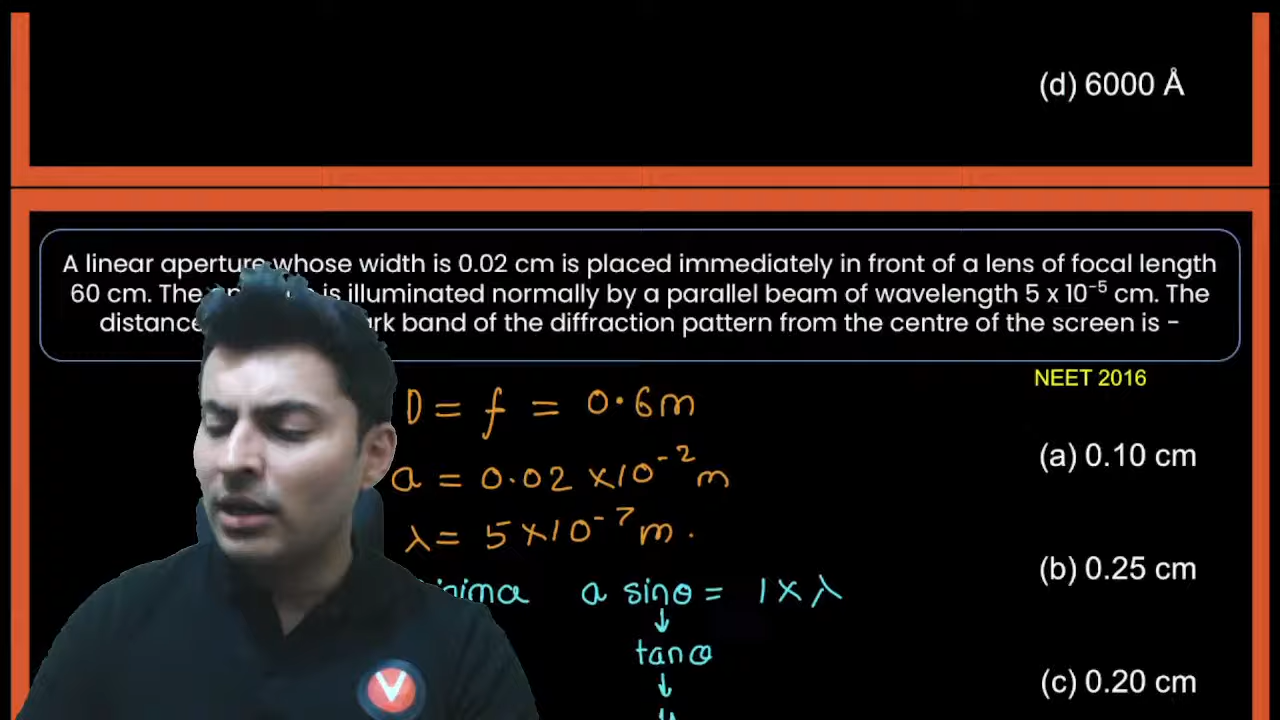 (d) 6000 Å
A linear aperture whose width is 0.02 cm is placed immediately in front of a lens of focal length
60 cm. The is illuminated normally by a parallel beam of wavelength 5 x 10⁻⁵ cm. The
distance band of the diffraction pattern from the centre of the screen is –
NEET 2016
D = f = 0.6m
(a) 0.10 cm
a = 0.02 ×10⁻² m
λ = 5×10⁻⁷ m.
(b) 0.25 cm
a sinθ = 1×λ
↓
tanθ
↓
(c) 0.20 cm
V